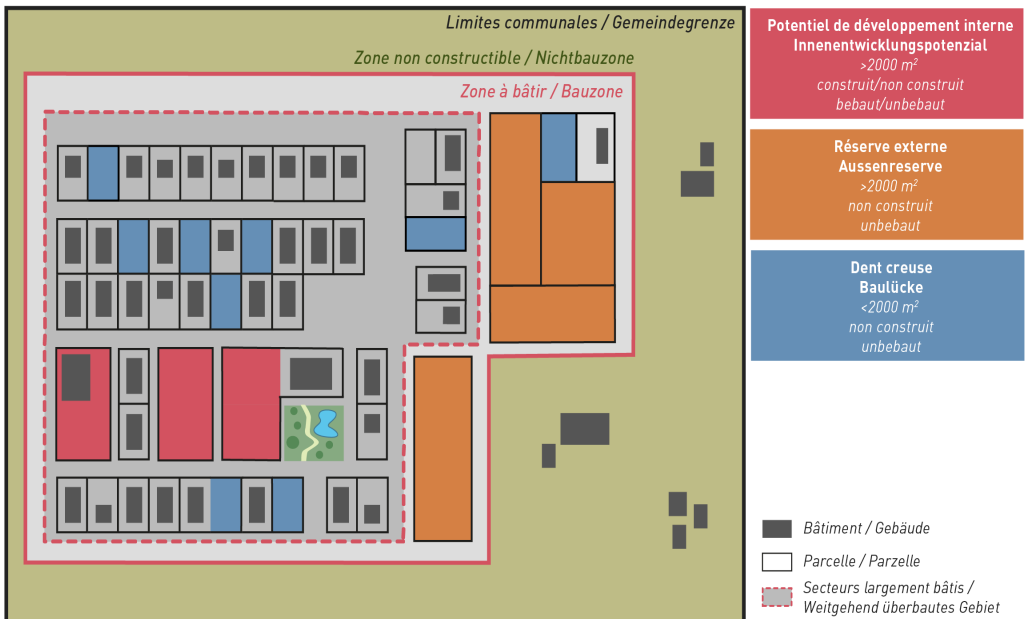 Limites communales / Gemeindegrenze
Zone non constructible / Nichtbauzone
Zone à bâtir / Bauzone
Potentiel de développement interne
Innenentwicklungspotenzial
>2000 m²
construit/non construit
bebaut/unbebaut
Réserve externe
Aussenreserve
>2000 m²
non construit
unbebaut
Dent creuse
Baulücke
<2000 m²
non construit
unbebaut
Bâtiment / Gebäude
Parcelle / Parzelle
Secteurs largement bâtis /
Weitgehend überbautes Gebiet